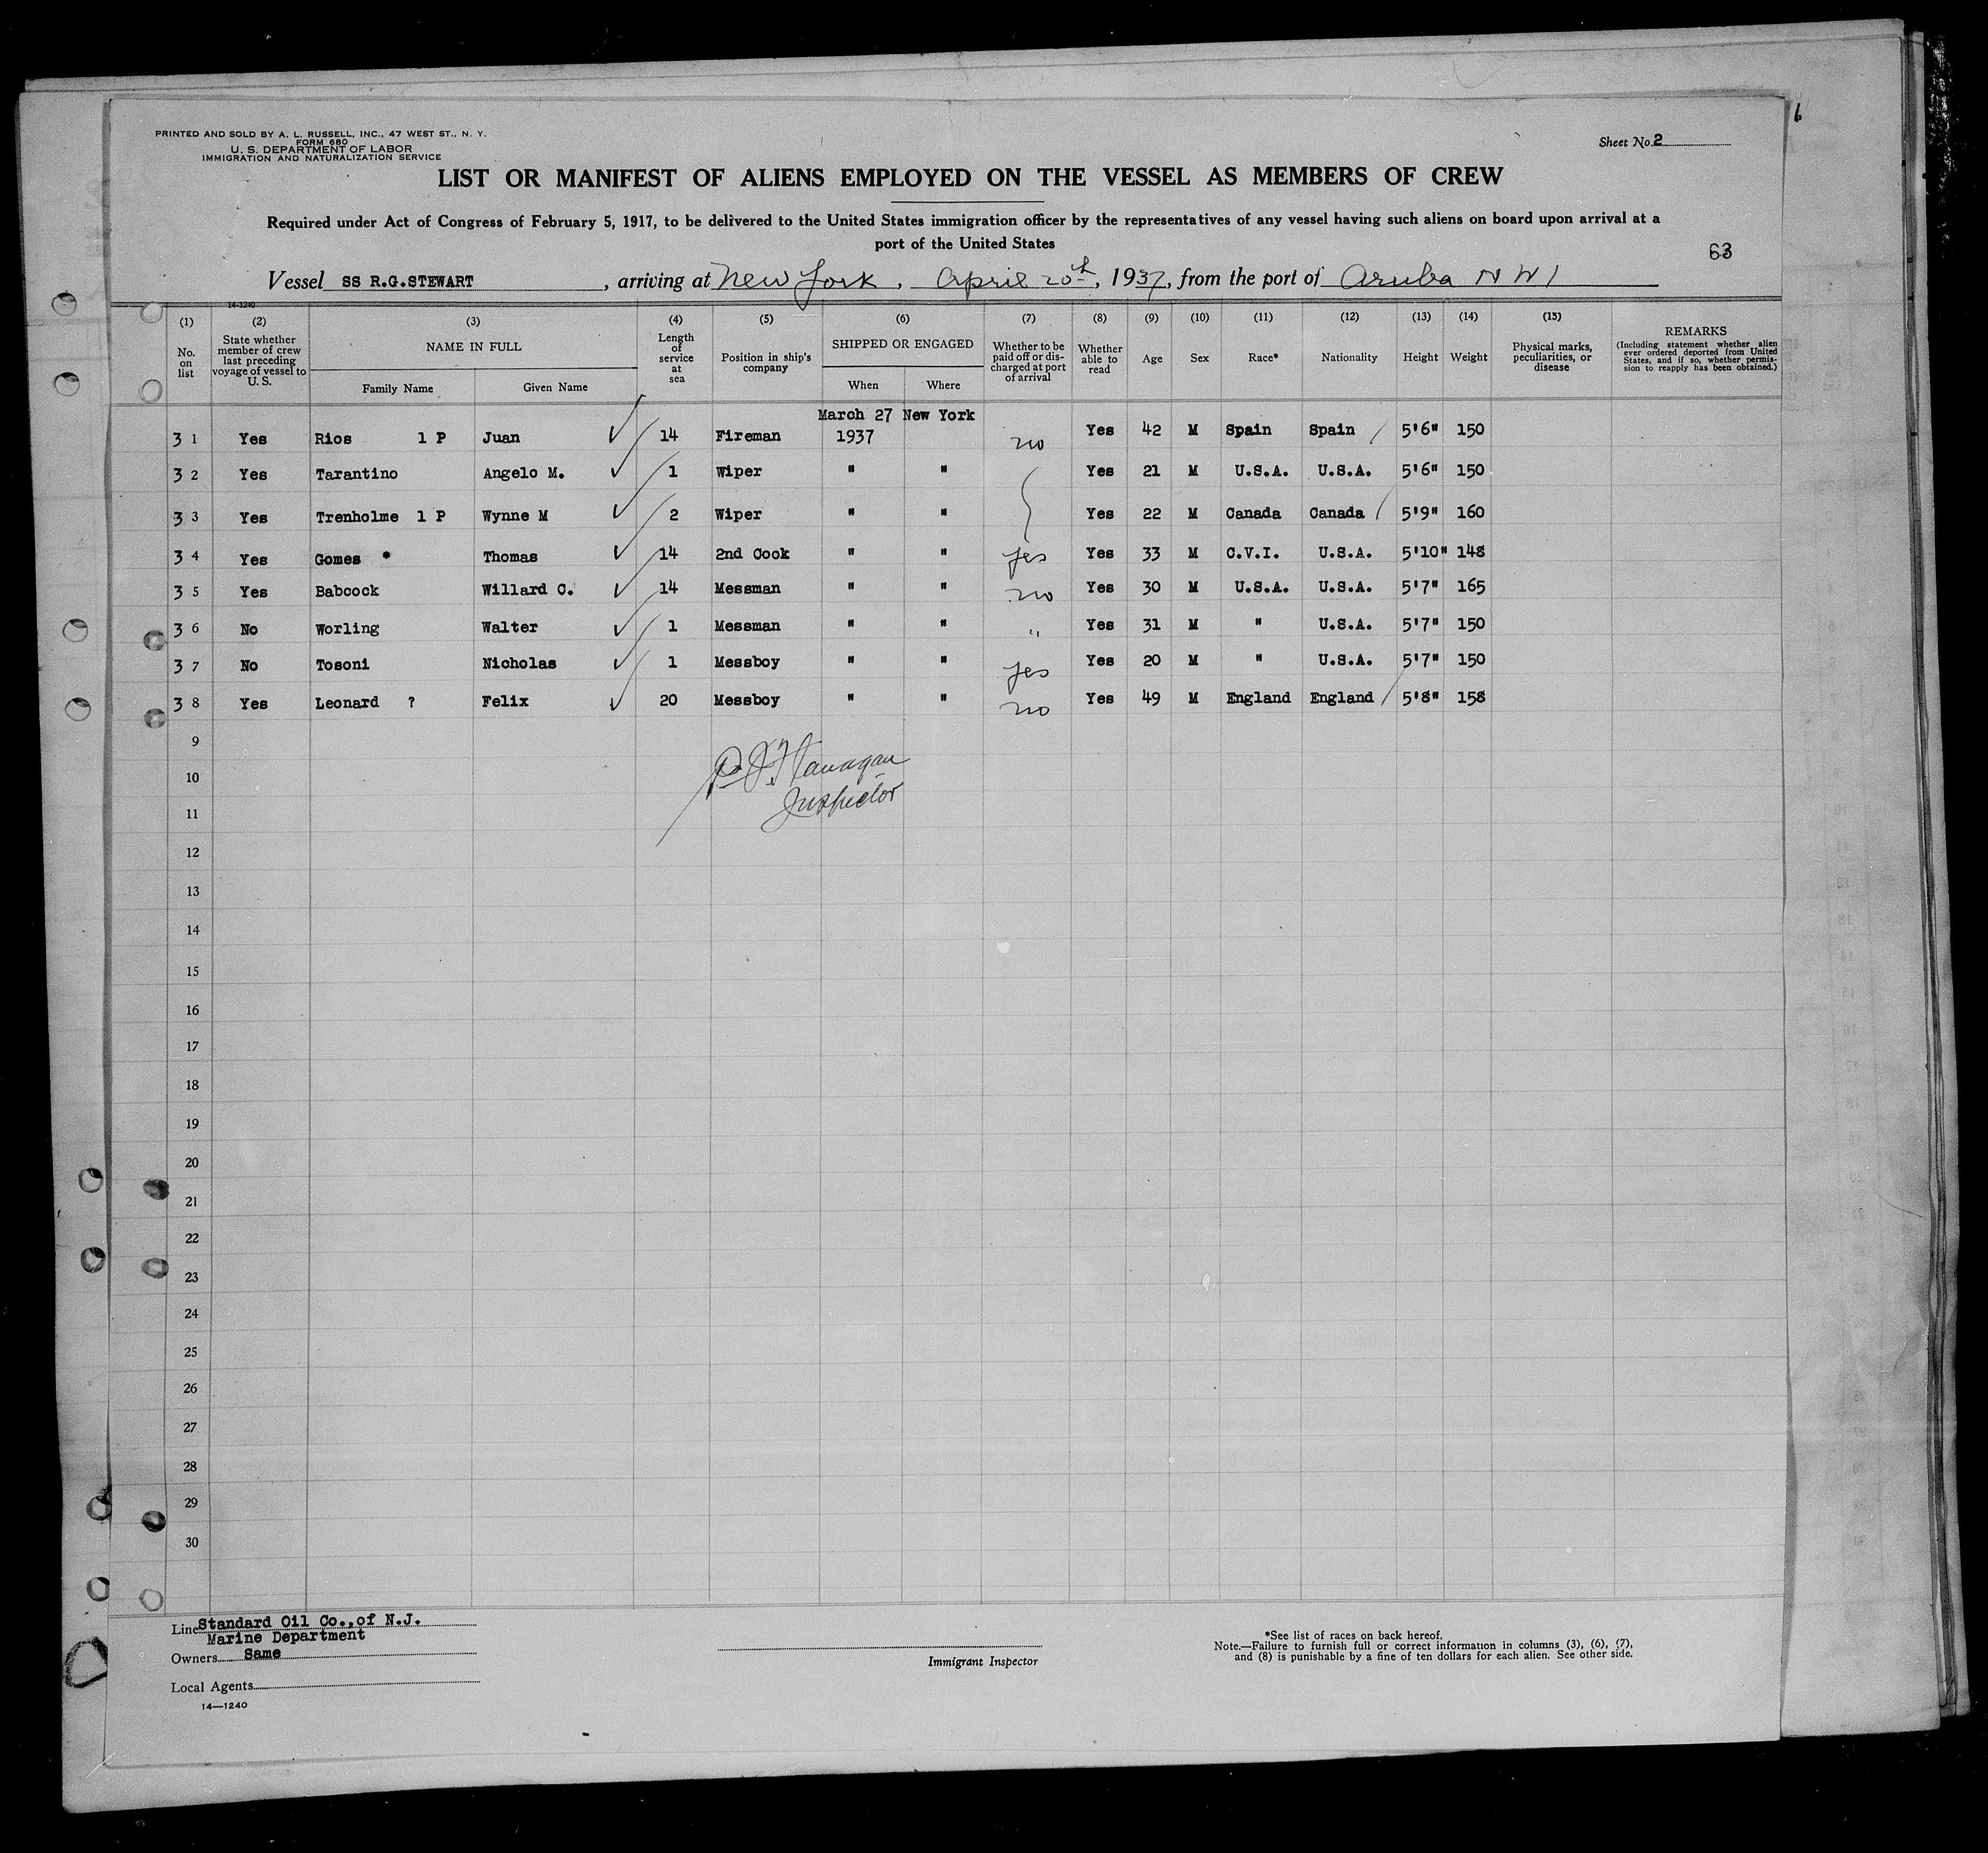 PRINTED AND SOLD BY A. L. RUSSELL, INC., 47 WEST ST., N. Y.
FORM 680
U. S. DEPARTMENT OF LABOR
IMMIGRATION AND NATURALIZATION SERVICE
Sheet No. 2
LIST OR MANIFEST OF ALIENS EMPLOYED ON THE VESSEL AS MEMBERS OF CREW
Required under Act of Congress of February 5, 1917, to be delivered to the United States immigration officer by the representatives of any vessel having such aliens on board upon arrival at a
port of the United States
63
Vessel SS R.G.STEWART, arriving at New York, April 20th, 1937, from the port of Aruba N W I
14-1240
(1) No. on list
(2) State whether member of crew last preceding voyage of vessel to U. S.
(3) NAME IN FULL Family Name Given Name
(4) Length of service at sea
(5) Position in ship's company
(6) SHIPPED OR ENGAGED When Where
(7) Whether to be paid off or discharged at port of arrival
(8) Whether able to read
(9) Age
(10) Sex
(11) Race*
(12) Nationality
(13) Height
(14) Weight
(15) Physical marks, peculiarities, or disease
REMARKS (Including statement whether alien ever ordered deported from United States, and if so, whether permission to reapply has been obtained.)
March 27 New York
3 1 Yes Rios 1 P Juan 14 Fireman 1937 no Yes 42 M Spain Spain 5'6" 150
3 2 Yes Tarantino Angelo M. 1 Wiper " " Yes 21 M U.S.A. U.S.A. 5'6" 150
3 3 Yes Trenholme 1 P Wynne M 2 Wiper " " Yes 22 M Canada Canada 5'9" 160
3 4 Yes Gomes * Thomas 14 2nd Cook " " yes Yes 33 M C.V.I. U.S.A. 5'10" 148
3 5 Yes Babcock Willard C. 14 Messman " " no Yes 30 M U.S.A. U.S.A. 5'7" 165
3 6 No Worling Walter 1 Messman " " " Yes 31 M " U.S.A. 5'7" 150
3 7 No Tosoni Nicholas 1 Messboy " " yes Yes 20 M " U.S.A. 5'7" 150
3 8 Yes Leonard ? Felix 20 Messboy " " no Yes 49 M England England 5'8" 158
9
P J Flanagan
10
Inspector
11
12
13
14
15
16
17
18
19
20
21
22
23
24
25
26
27
28
29
30
Line Standard Oil Co.,of N.J.
Marine Department
Owners Same
Local Agents
14—1240
Immigrant Inspector
*See list of races on back hereof.
Note.—Failure to furnish full or correct information in columns (3), (6), (7),
and (8) is punishable by a fine of ten dollars for each alien. See other side.